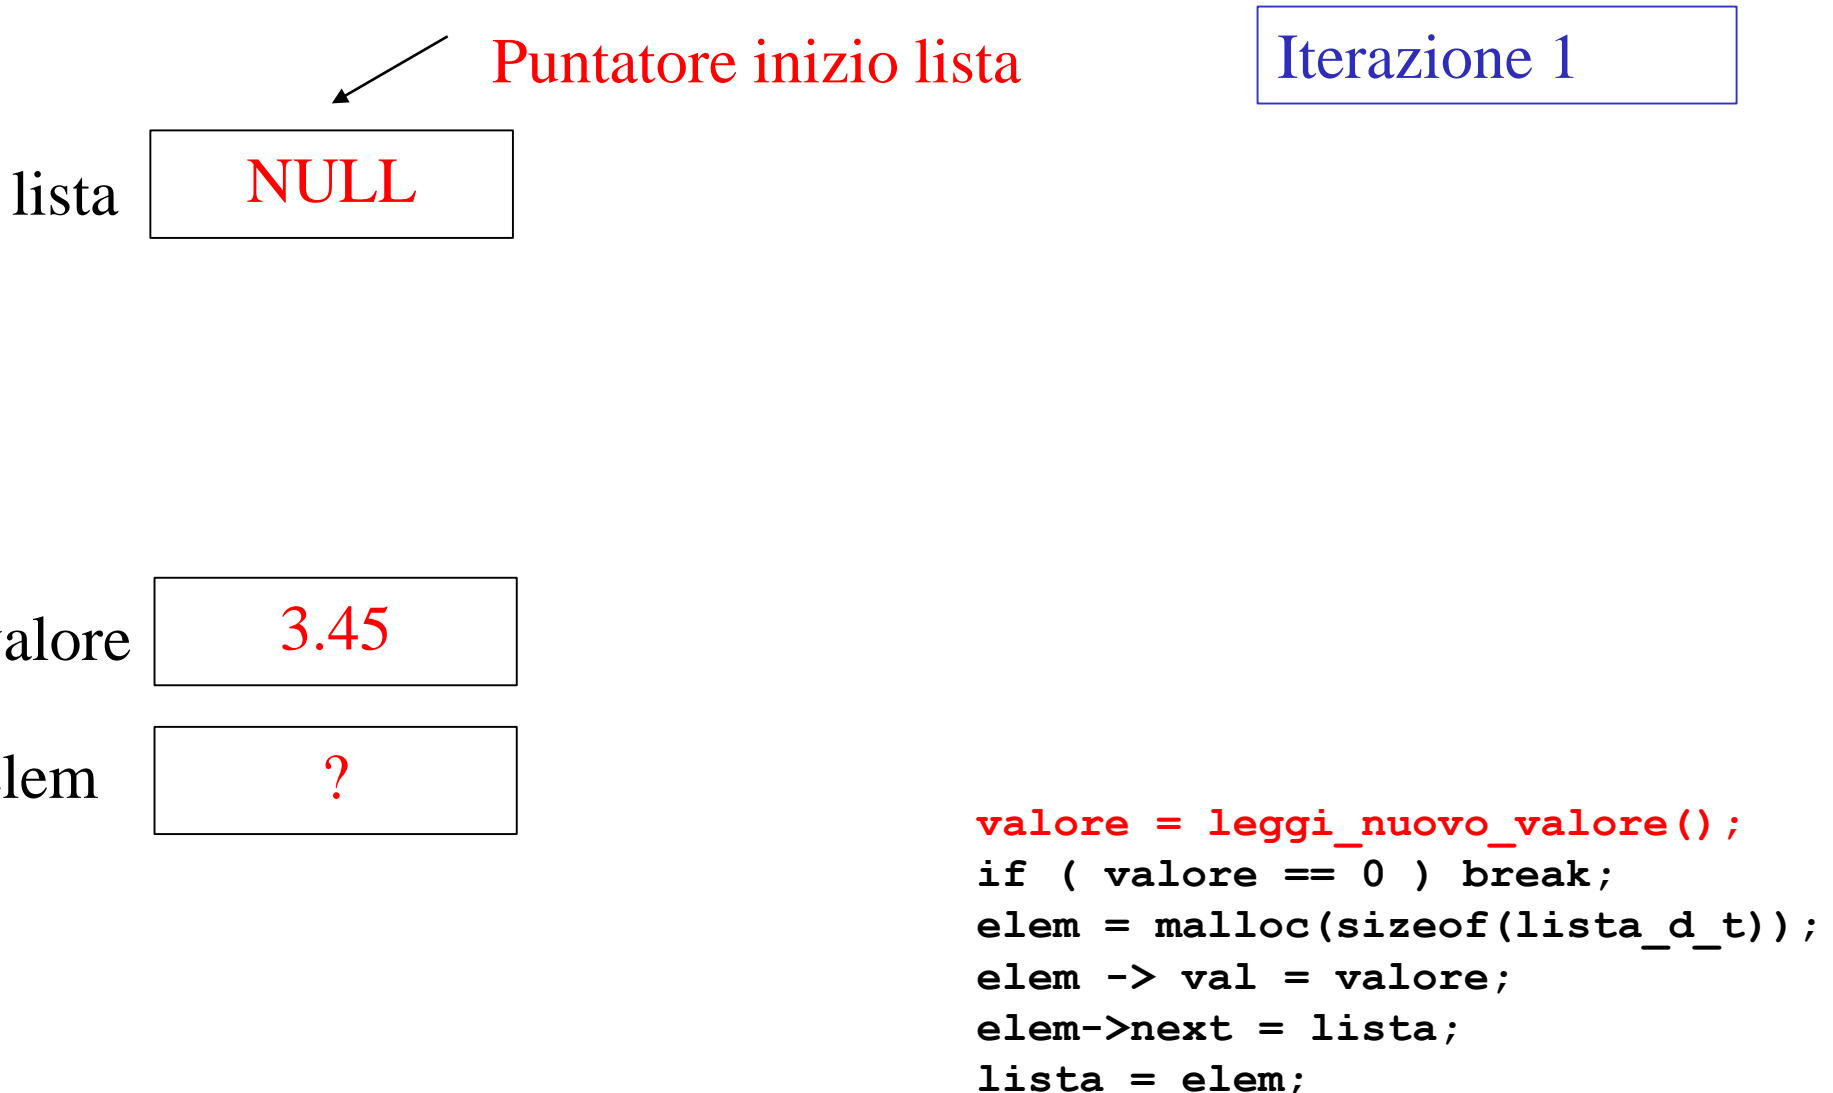 Puntatore inizio lista
Iterazione 1
lista
NULL
alore
3.45
lem
?
valore = leggi_nuovo_valore();
if ( valore == 0 ) break;
elem = malloc(sizeof(lista_d_t));
elem -> val = valore;
elem->next = lista;
lista = elem;